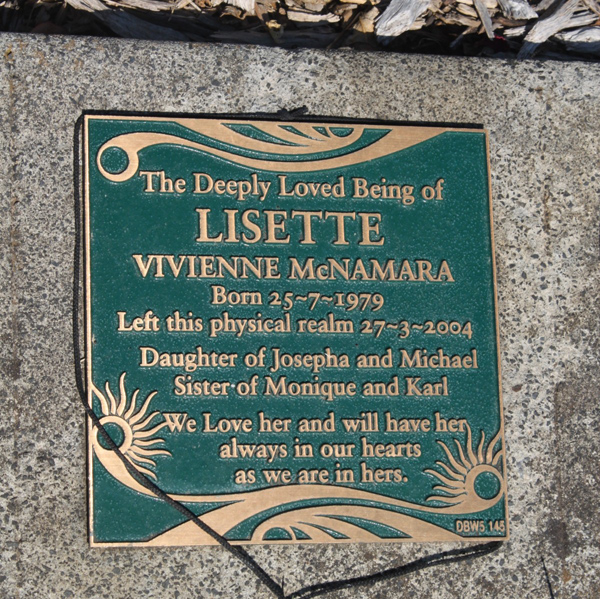 The Deeply Loved Being of
LISETTE
VIVIENNE McNAMARA
Born 25~7~1979
Left this physical realm 27~3~2004
Daughter of Josepha and Michael
Sister of Monique and Karl
We Love her and will have her
always in our hearts
as we are in hers.
DBW5 145